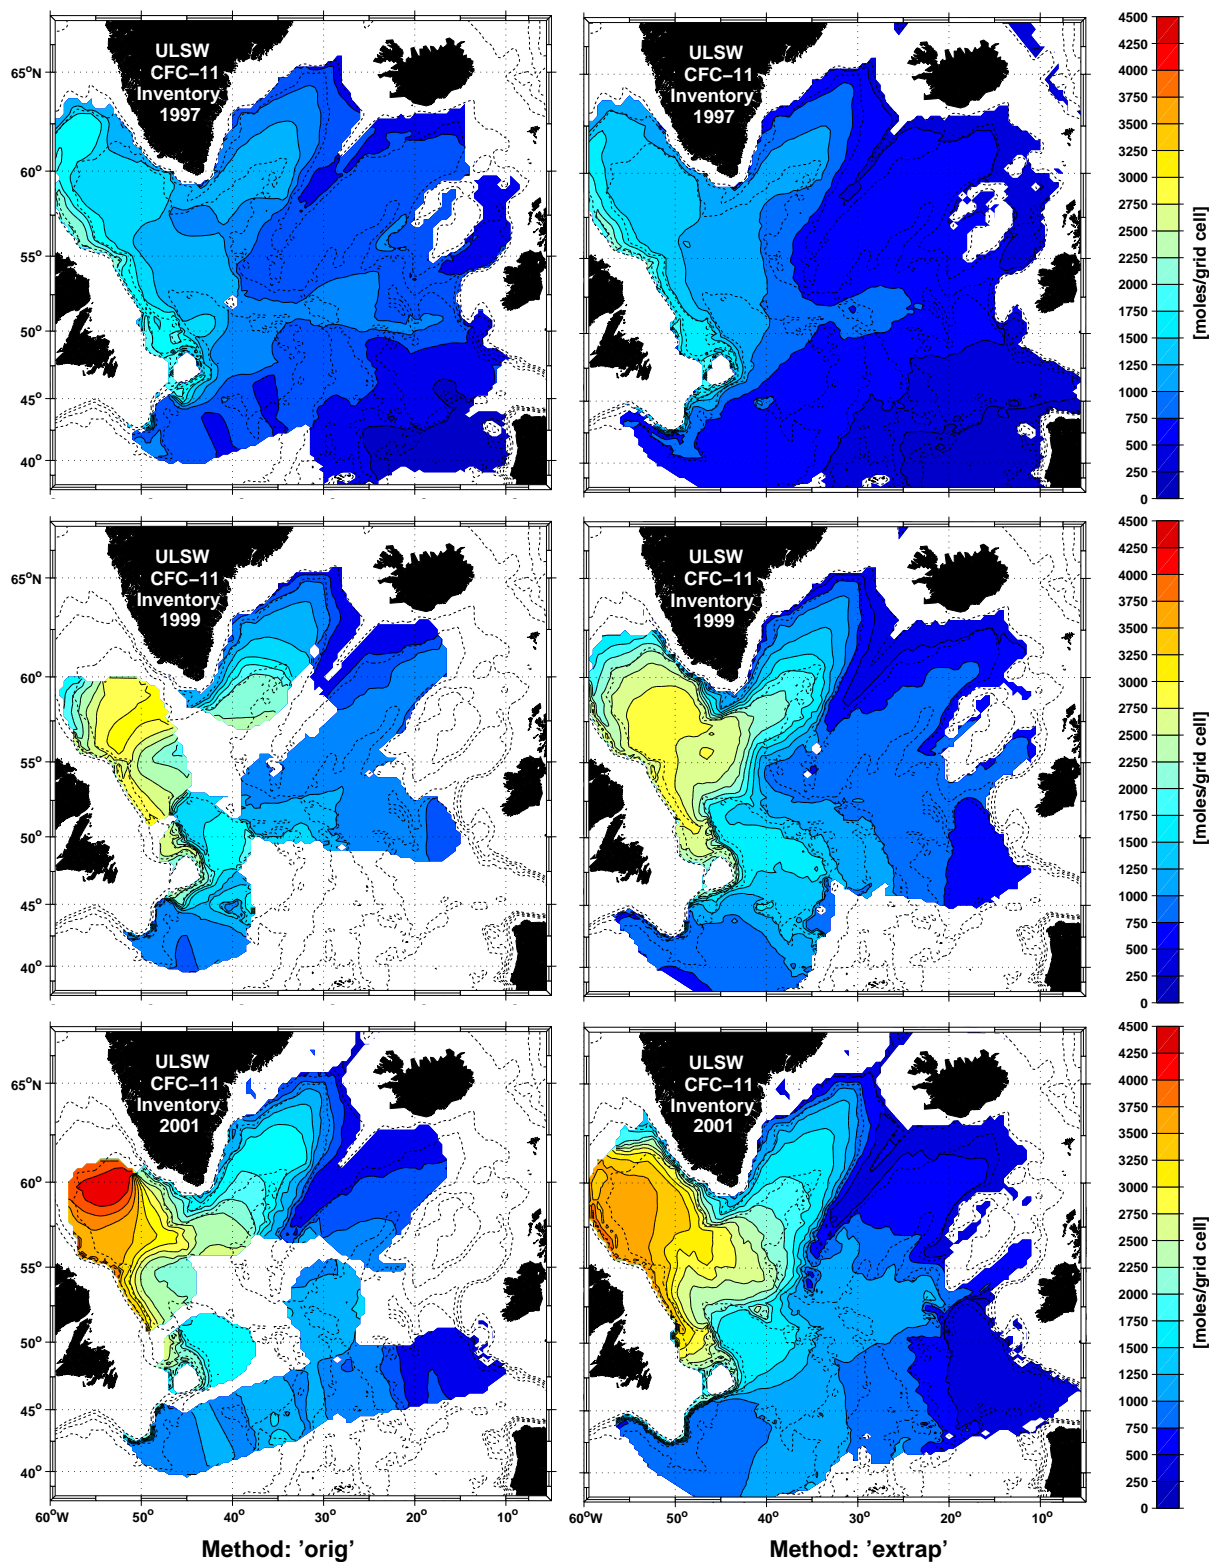 ULSW
CFC−11
Inventory
1997
65°N
60°
55°
50°
45°
40°
ULSW
CFC−11
Inventory
1997
4500
4250
4000
3750
3500
3250
3000
2750
2500
2250
2000
1750
1500
1250
1000
750
500
250
0
[moles/grid cell]
ULSW
CFC−11
Inventory
1999
65°N
60°
55°
50°
45°
40°
ULSW
CFC−11
Inventory
1999
4500
4250
4000
3750
3500
3250
3000
2750
2500
2250
2000
1750
1500
1250
1000
750
500
250
0
[moles/grid cell]
ULSW
CFC−11
Inventory
2001
65°N
60°
55°
50°
45°
40°
60°W 50° 40° 30° 20° 10°
ULSW
CFC−11
Inventory
2001
60°W 50° 40° 30° 20° 10°
4500
4250
4000
3750
3500
3250
3000
2750
2500
2250
2000
1750
1500
1250
1000
750
500
250
0
[moles/grid cell]
Method: ’orig’
Method: ’extrap’